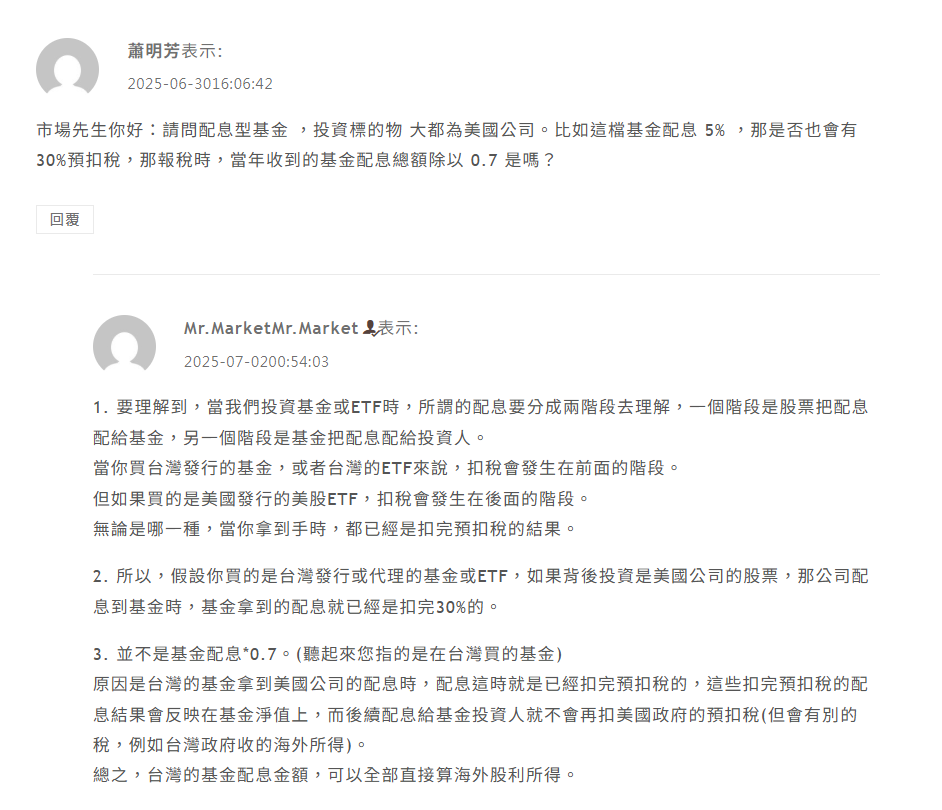 蕭明芳表示:
2025-06-3016:06:42
市場先生你好：請問配息型基金 ，投資標的物 大都為美國公司。比如這檔基金配息 5% ，那是否也會有
30%預扣稅，那報稅時，當年收到的基金配息總額除以 0.7 是嗎？
回覆
Mr.MarketMr.Market表示:
2025-07-0200:54:03
1. 要理解到，當我們投資基金或ETF時，所謂的配息要分成兩階段去理解，一個階段是股票把配息
配給基金，另一個階段是基金把配息配給投資人。
當你買台灣發行的基金，或者台灣的ETF來說，扣稅會發生在前面的階段。
但如果買的是美國發行的美股ETF，扣稅會發生在後面的階段。
無論是哪一種，當你拿到手時，都已經是扣完預扣稅的結果。
2. 所以，假設你買的是台灣發行或代理的基金或ETF，如果背後投資是美國公司的股票，那公司配
息到基金時，基金拿到的配息就已經是扣完30%的。
3. 並不是基金配息*0.7。(聽起來您指的是在台灣買的基金)
原因是台灣的基金拿到美國公司的配息時，配息這時就是已經扣完預扣稅的，這些扣完預扣稅的配
息結果會反映在基金淨值上，而後續配息給基金投資人就不會再扣美國政府的預扣稅(但會有別的
稅，例如台灣政府收的海外所得)。
總之，台灣的基金配息金額，可以全部直接算海外股利所得。